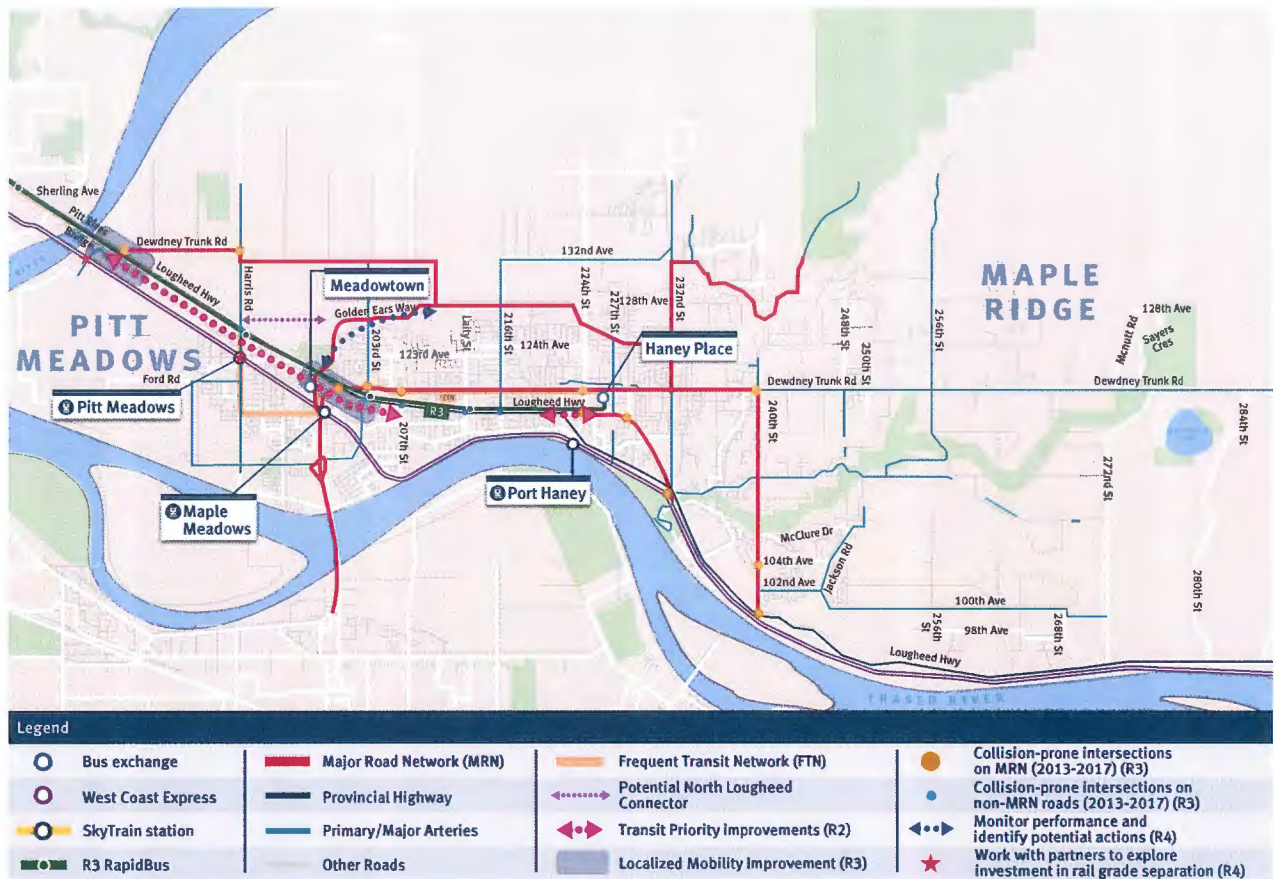 Sherling Ave
Pitt River
Bridge
Dewdney Trunk Rd
Lougheed Hwy
Harris Rd
Meadowtown
Golden Ears Way
132nd Ave
224th St
128th Ave
227th St
232nd St
MAPLE
RIDGE
128th Ave
Mcnutt Rd
Sayers
Cres
248th St
250th St
256th St
PITT
MEADOWS
Ford Rd
203rd St
123rd Ave
Laity St
216th St
124th Ave
Haney Place
Dewdney Trunk Rd
Dewdney Trunk Rd
Pitt Meadows
R3
Lougheed Hwy
207th St
240th St
284th St
272nd St
Port Haney
Maple
Meadows
McClure Dr
104th Ave
102nd Ave
Jackson Rd
100th Ave
280th St
256th
St
98th Ave
268th St
Lougheed Hwy
FRASER RIVER
RIVER
Legend
Bus exchange
West Coast Express
SkyTrain station
R3 RapidBus
Major Road Network (MRN)
Provincial Highway
Primary/Major Arteries
Other Roads
Frequent Transit Network (FTN)
Potential North Lougheed
Connector
Transit Priority improvements (R2)
Localized Mobility Improvement (R3)
Collision-prone intersections
on MRN (2013-2017) (R3)
Collision-prone intersections on
non-MRN roads (2013-2017) (R3)
Monitor performance and
identify potential actions (R4)
Work with partners to explore
investment in rail grade separation (R4)